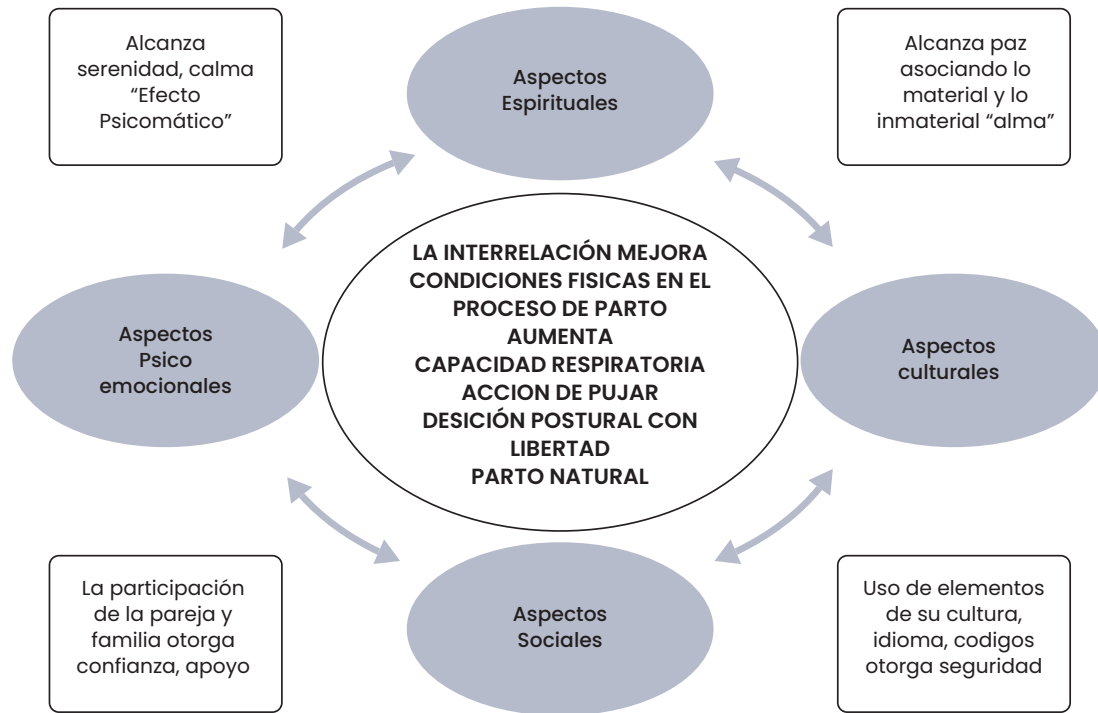 Alcanza
serenidad, calma
“Efecto
Psicomático”
Aspectos
Espirituales
Alcanza paz
asociando lo
material y lo
inmaterial “alma”
LA INTERRELACIÓN MEJORA
CONDICIONES FISICAS EN EL
PROCESO DE PARTO
AUMENTA
CAPACIDAD RESPIRATORIA
ACCION DE PUJAR
DESICIÓN POSTURAL CON
LIBERTAD
PARTO NATURAL
Aspectos
Psico
emocionales
Aspectos
culturales
La participación
de la pareja y
familia otorga
confianza, apoyo
Aspectos
Sociales
Uso de elementos
de su cultura,
idioma, codigos
otorga seguridad